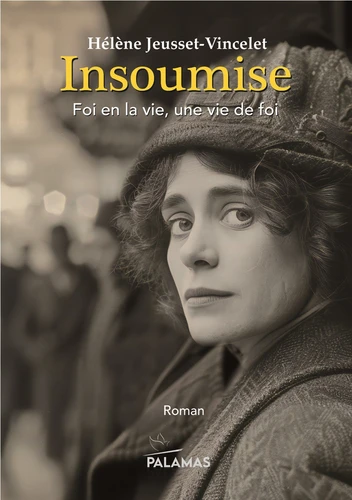 Hélène Jeusset-Vincelet
Insoumise
Foi en la vie, une vie de foi
Roman
PALAMAS